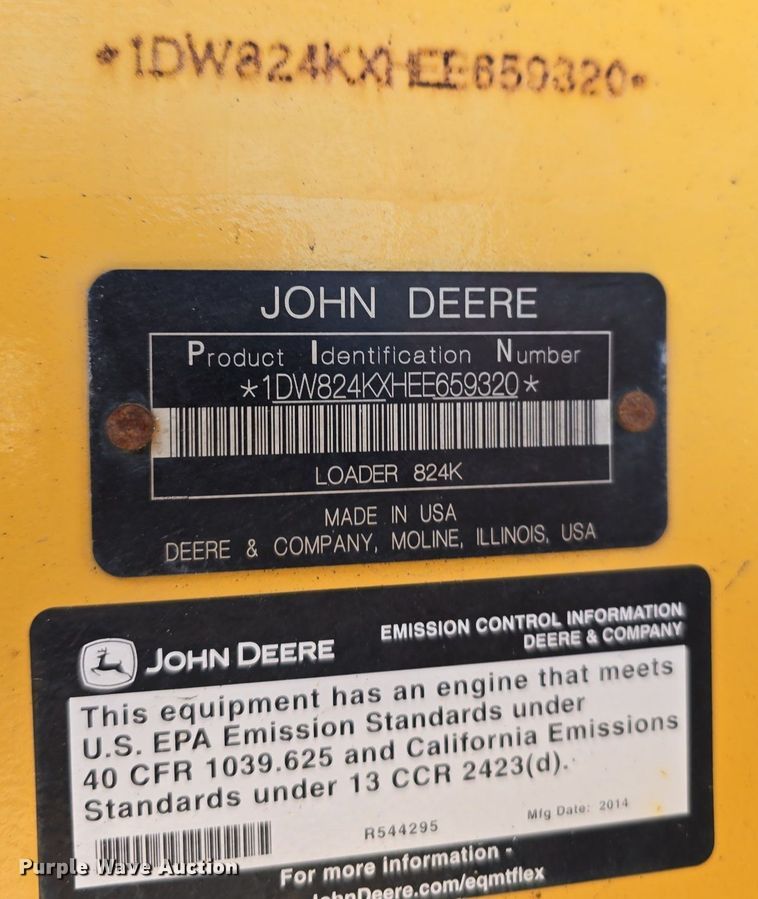 *1DW824KXHEE659320*
JOHN DEERE
Product Identification Number
*1DW824KXHEE659320*
LOADER 824K
MADE IN USA
DEERE & COMPANY, MOLINE, ILLINOIS, USA
JOHN DEERE
EMISSION CONTROL INFORMATION
DEERE & COMPANY
This equipment has an engine that meets
U.S. EPA Emission Standards under
40 CFR 1039.625 and California Emissions
Standards under 13 CCR 2423(d).
R544295
Mfg Date: 2014
For more information -
JohnDeere.com/eqmtflex
Purple Wave Auction